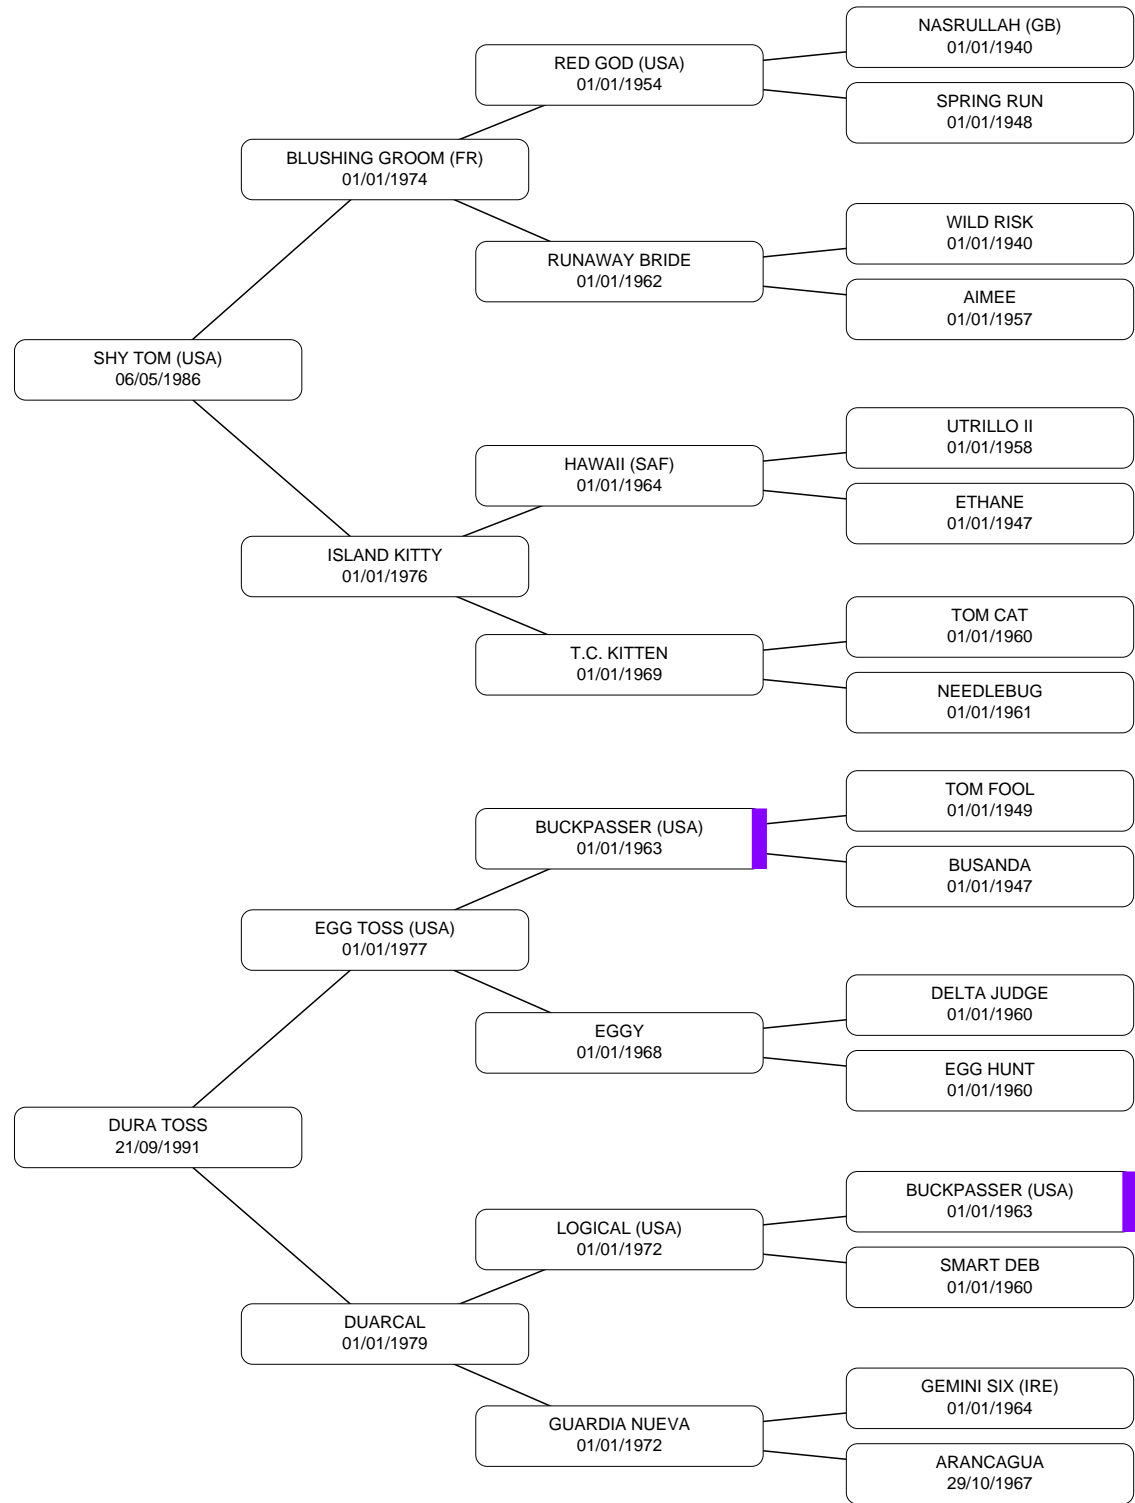 NASRULLAH (GB)
01/01/1940
RED GOD (USA)
01/01/1954
SPRING RUN
01/01/1948
BLUSHING GROOM (FR)
01/01/1974
WILD RISK
01/01/1940
RUNAWAY BRIDE
01/01/1962
AIMEE
01/01/1957
SHY TOM (USA)
06/05/1986
UTRILLO II
01/01/1958
HAWAII (SAF)
01/01/1964
ETHANE
01/01/1947
ISLAND KITTY
01/01/1976
TOM CAT
01/01/1960
T.C. KITTEN
01/01/1969
NEEDLEBUG
01/01/1961
TOM FOOL
01/01/1949
BUCKPASSER (USA)
01/01/1963
BUSANDA
01/01/1947
EGG TOSS (USA)
01/01/1977
DELTA JUDGE
01/01/1960
EGGY
01/01/1968
EGG HUNT
01/01/1960
DURA TOSS
21/09/1991
BUCKPASSER (USA)
01/01/1963
LOGICAL (USA)
01/01/1972
SMART DEB
01/01/1960
DUARCAL
01/01/1979
GEMINI SIX (IRE)
01/01/1964
GUARDIA NUEVA
01/01/1972
ARANCAGUA
29/10/1967